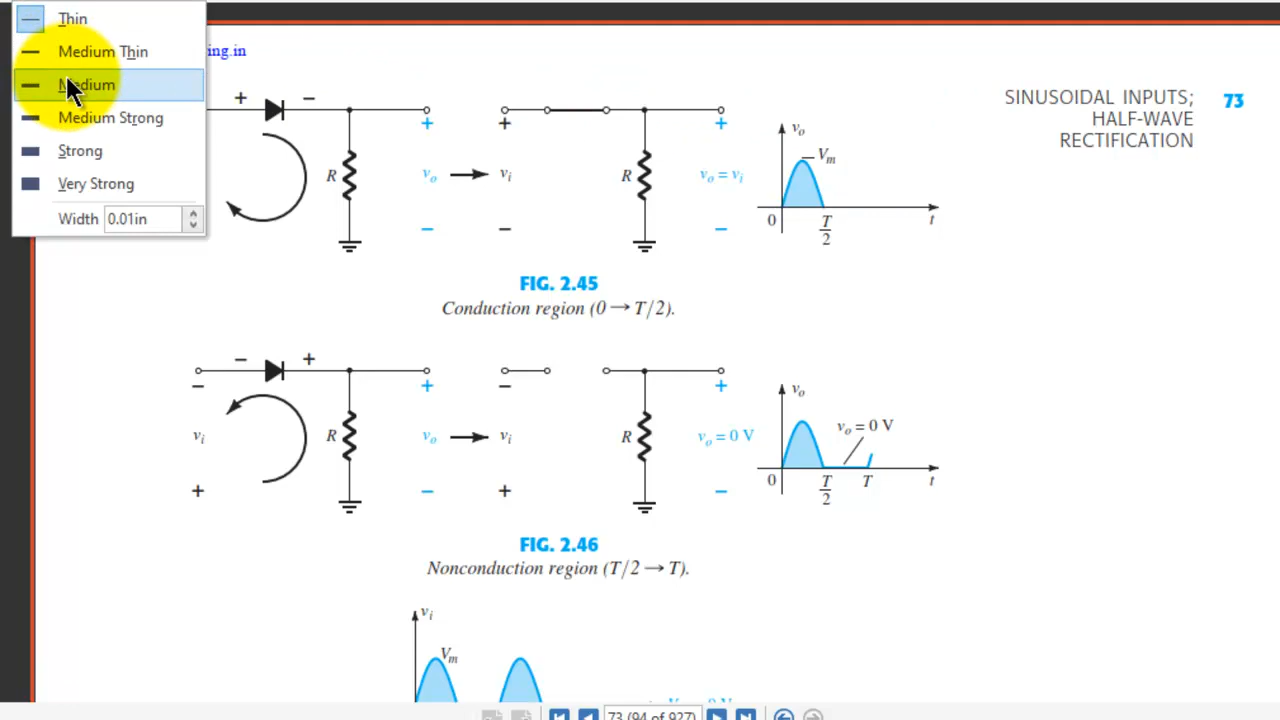 Thin
Medium Thin
Medium
Medium Strong
Strong
Very Strong
Width 0.01in
ing.in
SINUSOIDAL INPUTS; 73
HALF-WAVE
RECTIFICATION
+ − + + + +
R vo vi R vo = vi
− − −
vo
Vm
0 T/2 t
FIG. 2.45
Conduction region (0 → T/2).
− + − + − +
vi R vo vi R vo = 0 V
+ − + −
vo
vo = 0 V
0 T/2 T t
FIG. 2.46
Nonconduction region (T/2 → T).
vi
Vm
73 (94 of 927)